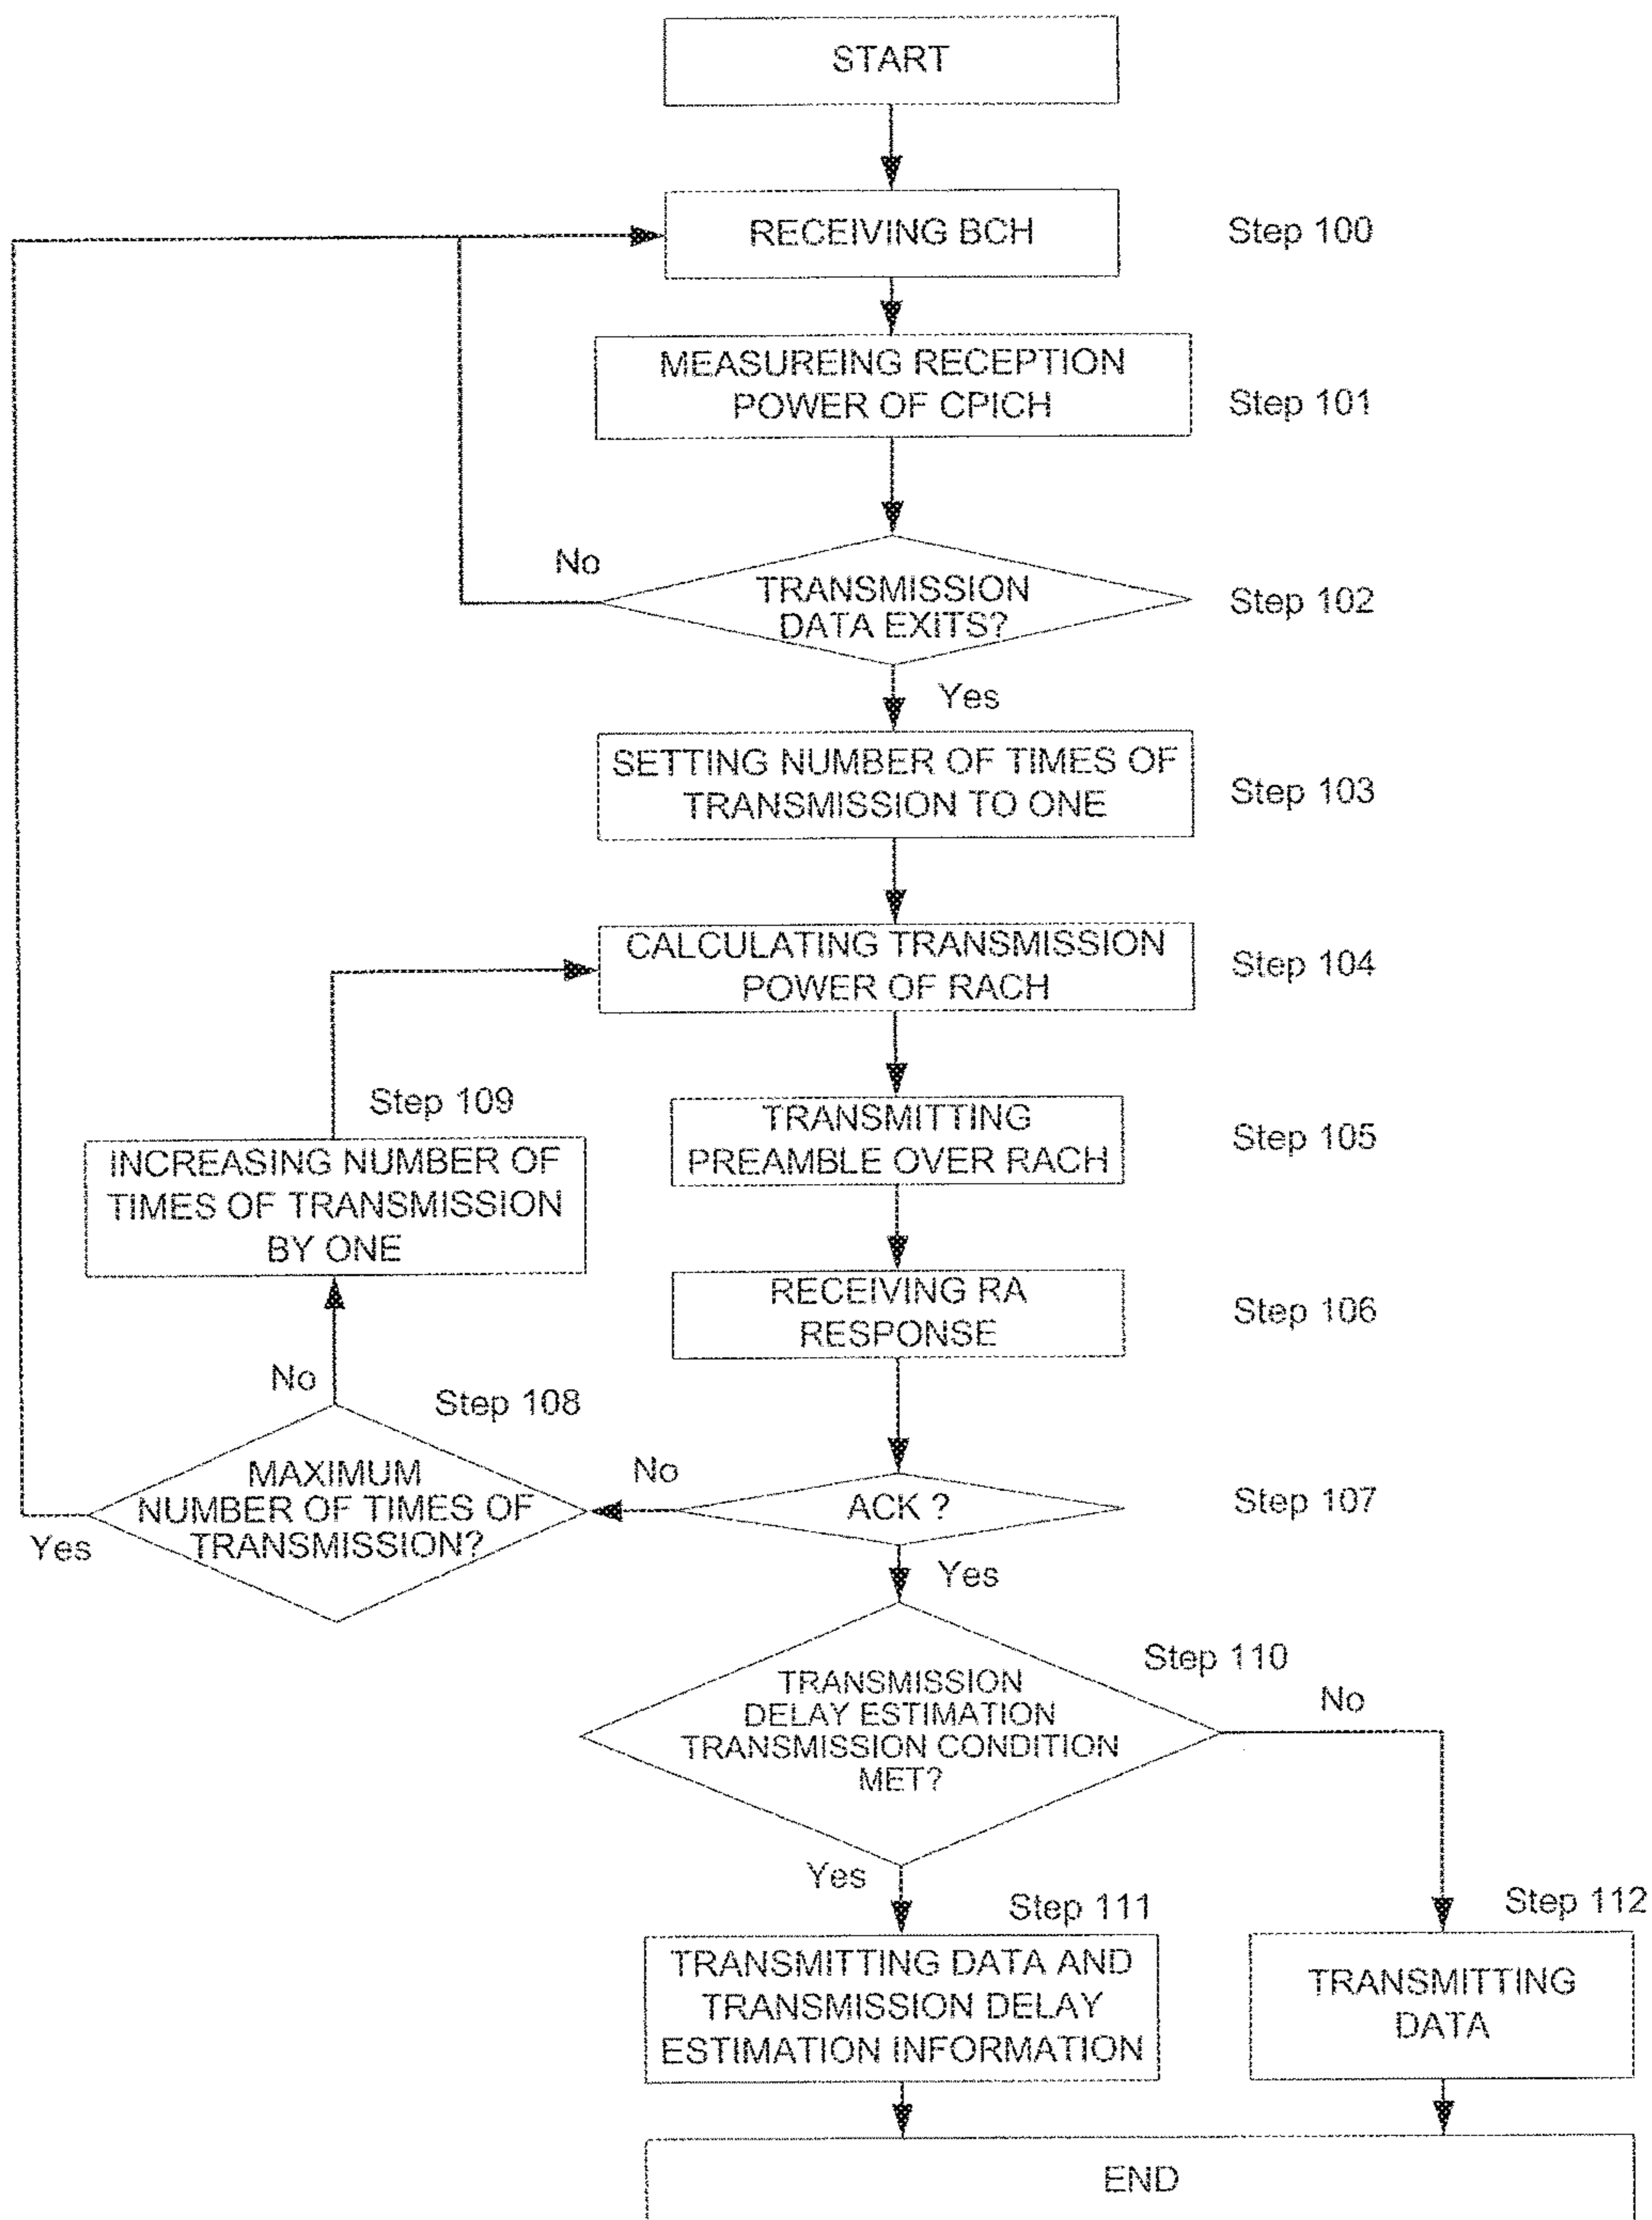 START
RECEIVING BCH
Step 100
MEASUREING RECEPTION
POWER OF CPICH
Step 101
No
TRANSMISSION
DATA EXITS?
Step 102
Yes
SETTING NUMBER OF TIMES OF
TRANSMISSION TO ONE
Step 103
CALCULATING TRANSMISSION
POWER OF RACH
Step 104
Step 109
INCREASING NUMBER OF
TIMES OF TRANSMISSION
BY ONE
TRANSMITTING
PREAMBLE OVER RACH
Step 105
RECEIVING RA
RESPONSE
Step 106
No
Step 108
MAXIMUM
NUMBER OF TIMES OF
TRANSMISSION?
Yes
No
ACK ?
Step 107
Yes
Step 110
TRANSMISSION
DELAY ESTIMATION
TRANSMISSION CONDITION
MET?
No
Yes
Step 111
TRANSMITTING DATA AND
TRANSMISSION DELAY
ESTIMATION INFORMATION
Step 112
TRANSMITTING
DATA
END